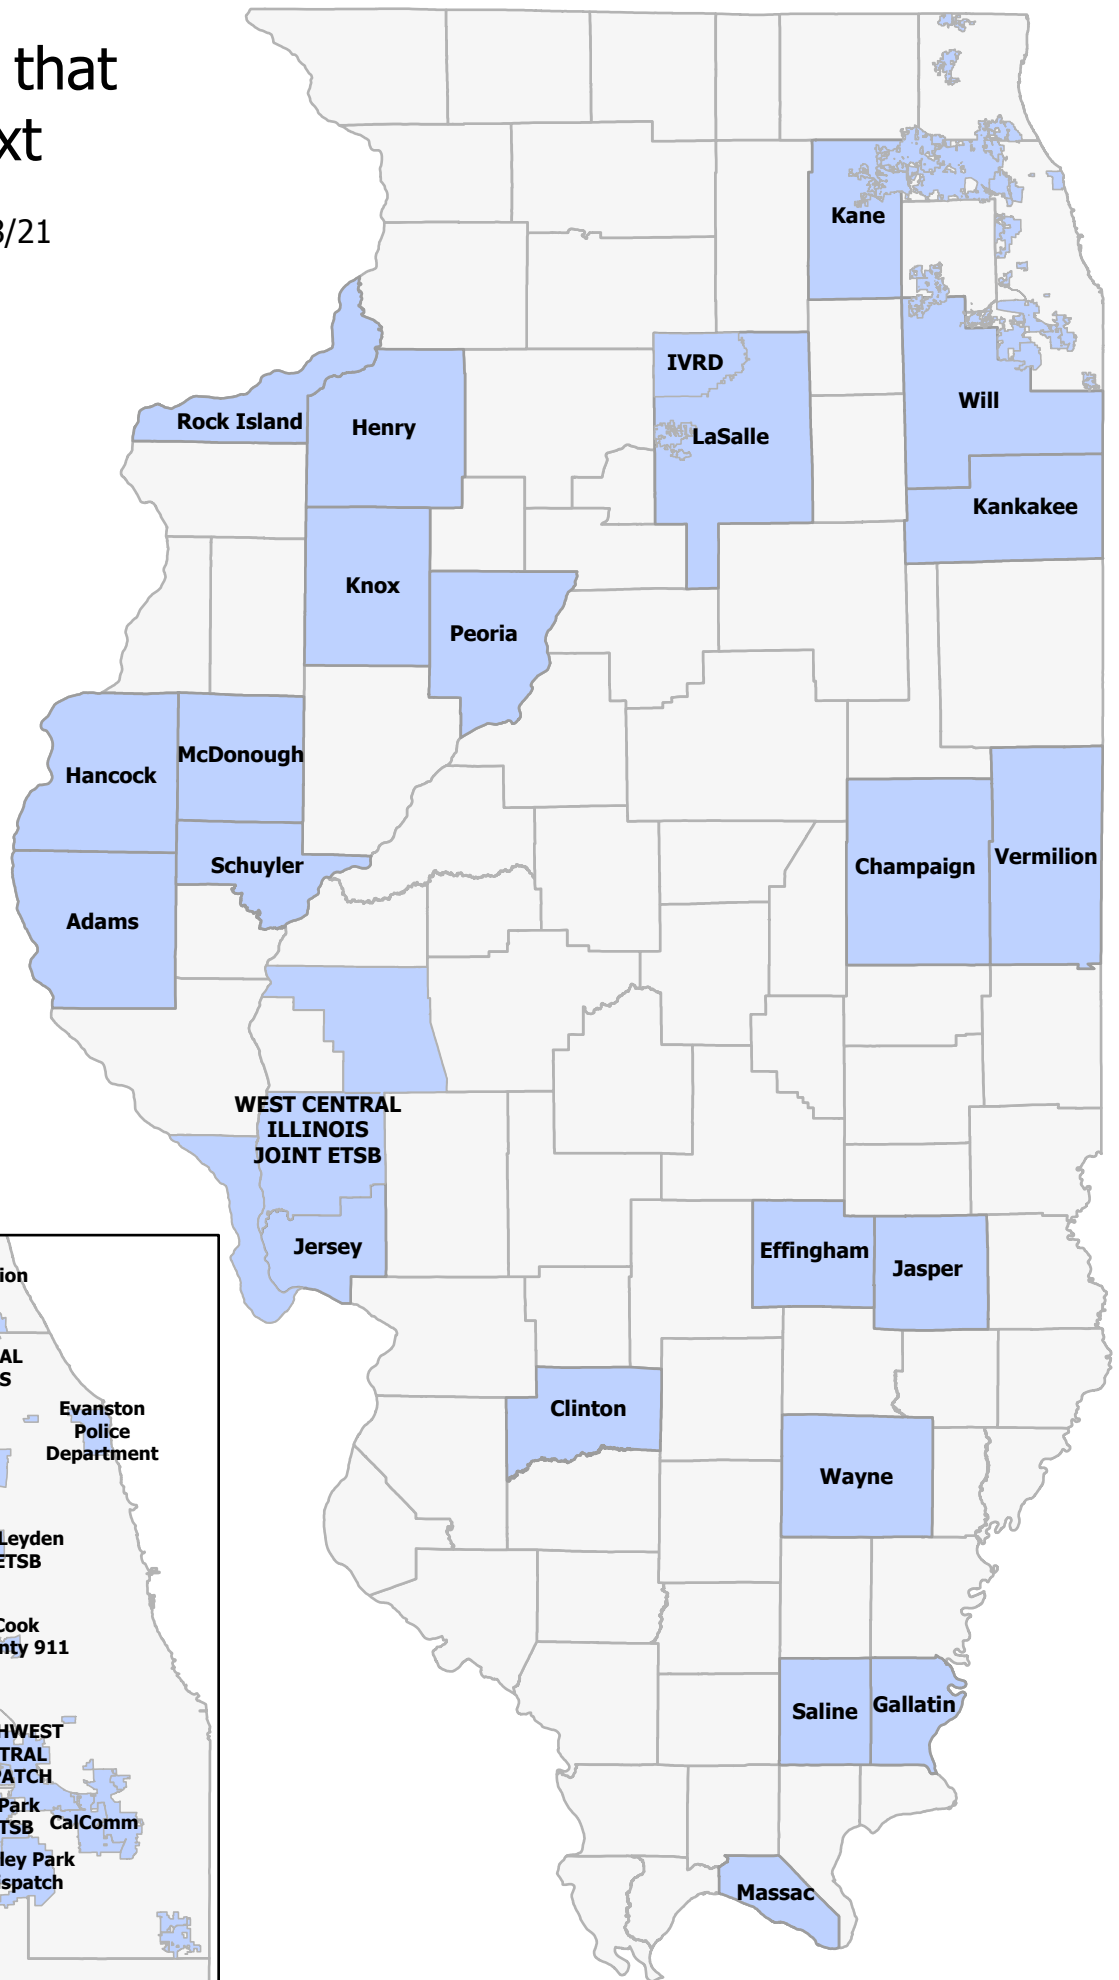 that
xt
3/21
Kane
IVRD
LaSalle
Will
Kankakee
Rock Island
Henry
Knox
Peoria
Hancock
McDonough
Schuyler
Adams
Champaign
Vermilion
WEST CENTRAL
ILLINOIS
JOINT ETSB
Jersey
Effingham
Jasper
Clinton
Wayne
Saline
Gallatin
Massac
ion
AL
S
Evanston
Police
Department
Leyden
ETSB
Cook
nty 911
HWEST
TRAL
PATCH
Park
TSB
CalComm
ley Park
ispatch